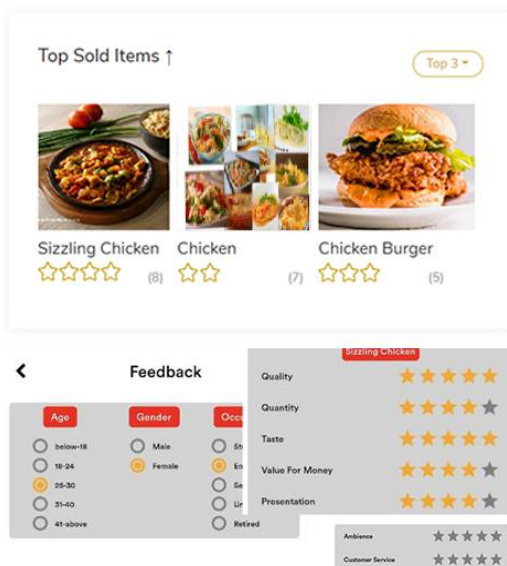 Top Sold Items ↑
Top 3
Sizzling Chicken
(8)
Chicken
(7)
Chicken Burger
(5)
Feedback
Age
below-18
18-24
25-30
31-40
41-above
Gender
Male
Female
Retired
Sizzling Chicken
Quality
Quantity
Taste
Value For Money
Presentation
Ambience
Customer Service